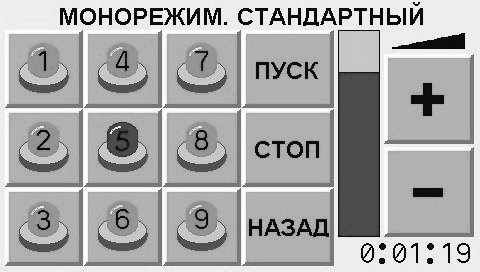 МОНОРЕЖИМ. СТАНДАРТНЫЙ
1 4 7 ПУСК
2 5 8 СТОП
3 6 9 НАЗАД
+
−
0:01:19